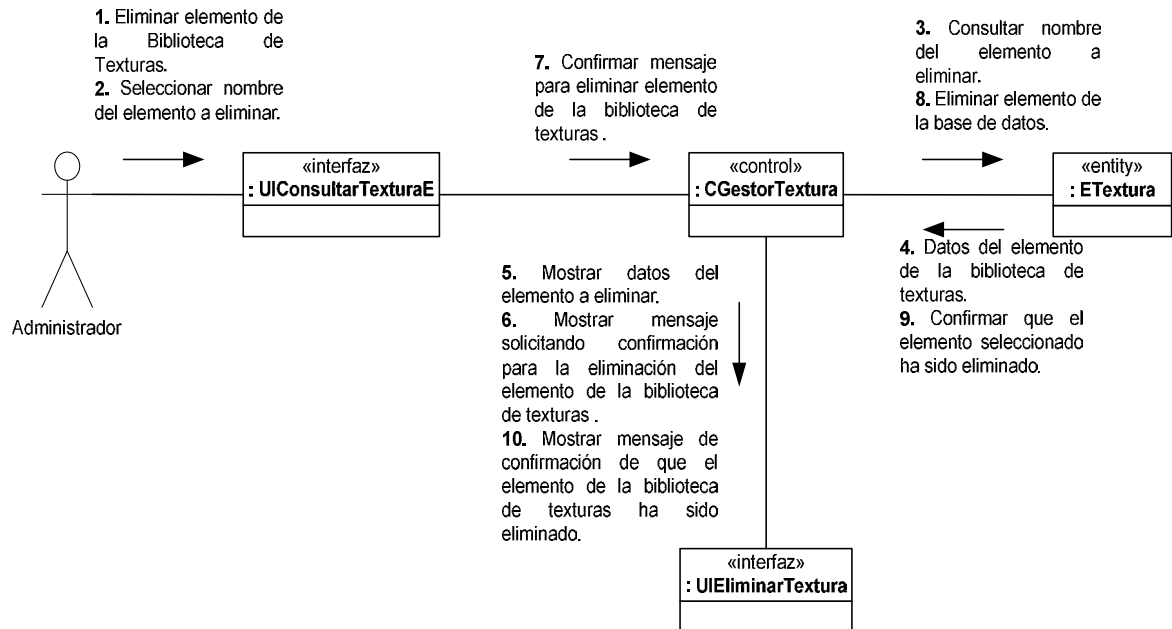 1. Eliminar elemento de
la Biblioteca de
Texturas.
2. Seleccionar nombre
del elemento a eliminar.
7. Confirmar mensaje
para eliminar elemento
de la biblioteca de
texturas .
3. Consultar nombre
del elemento a
eliminar.
8. Eliminar elemento de
la base de datos.
«interfaz»
: UIConsultarTexturaE
«control»
: CGestorTextura
«entity»
: ETextura
Administrador
5. Mostrar datos del
elemento a eliminar.
6. Mostrar mensaje
solicitando confirmación
para la eliminación del
elemento de la biblioteca
de texturas .
10. Mostrar mensaje de
confirmación de que el
elemento de la biblioteca
de texturas ha sido
eliminado.
4. Datos del elemento
de la biblioteca de
texturas.
9. Confirmar que el
elemento seleccionado
ha sido eliminado.
«interfaz»
: UIEliminarTextura